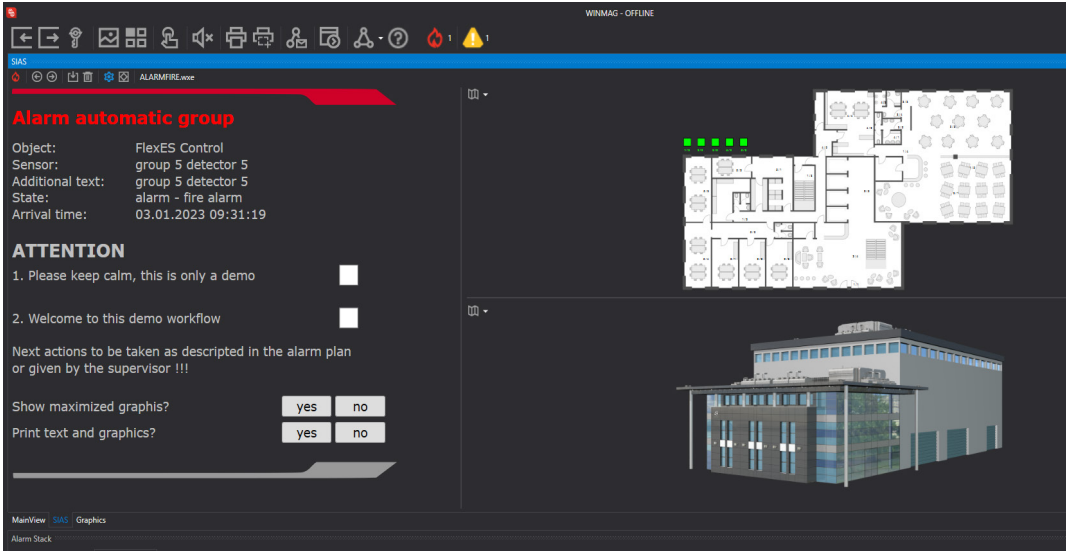 WINMAG - OFFLINE
1 1
SIAS
ALARMFIRE.wxe
Alarm automatic group
Object: FlexES Control
Sensor: group 5 detector 5
Additional text: group 5 detector 5
State: alarm - fire alarm
Arrival time: 03.01.2023 09:31:19
ATTENTION
1. Please keep calm, this is only a demo
2. Welcome to this demo workflow
Next actions to be taken as descripted in the alarm plan
or given by the supervisor !!!
Show maximized graphis? yes no
Print text and graphics? yes no
MainView SIAS Graphics
Alarm Stack